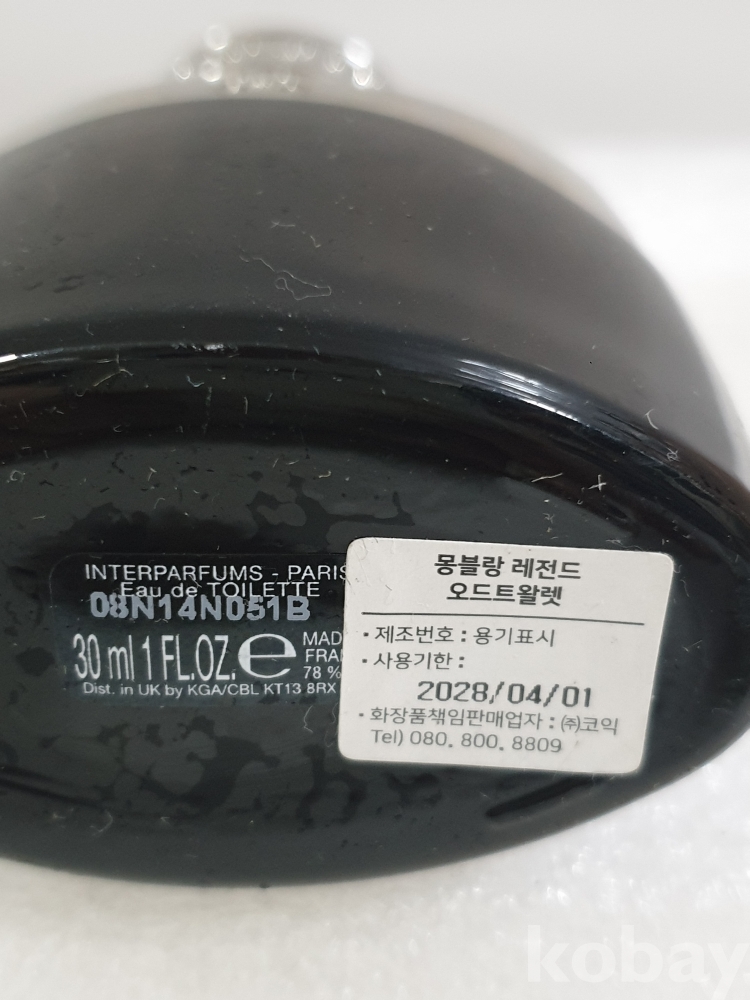 INTERPARFUMS - PARIS
Eau de TOILETTE
08N14N051B
30 ml 1 FL.OZ. e
MAD
FRA
78 %
Dist. in UK by KGA/CBL KT13 8RX
몽블랑 레전드
오드트왈렛
• 제조번호 : 용기표시
• 사용기한 :
2028/04/01
• 화장품책임판매업자 : ㈜코익
Tel) 080. 800. 8809
kobay